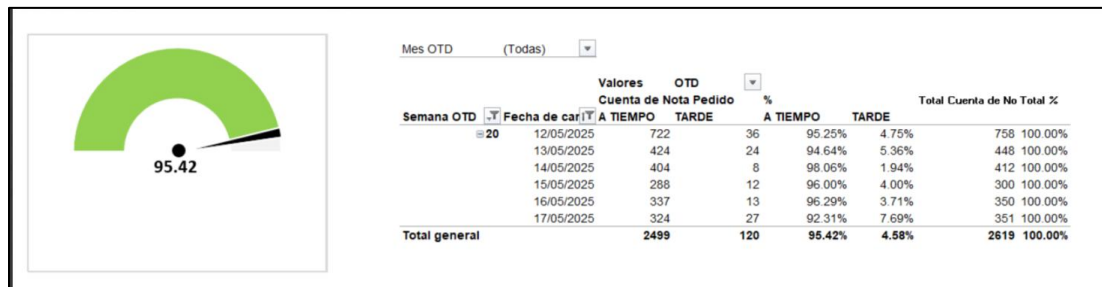 95.42
Mes OTD (Todas)
Valores OTD
Cuenta de Nota Pedido % Total Cuenta de No Total %
Semana OTD Fecha de car A TIEMPO TARDE A TIEMPO TARDE
20 12/05/2025 722 36 95.25% 4.75% 758 100.00%
13/05/2025 424 24 94.64% 5.36% 448 100.00%
14/05/2025 404 8 98.06% 1.94% 412 100.00%
15/05/2025 288 12 96.00% 4.00% 300 100.00%
16/05/2025 337 13 96.29% 3.71% 350 100.00%
17/05/2025 324 27 92.31% 7.69% 351 100.00%
Total general 2499 120 95.42% 4.58% 2619 100.00%